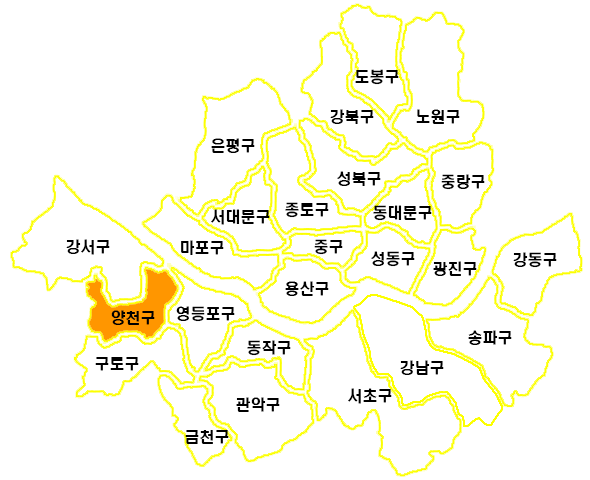 도봉구
강북구
노원구
은평구
성북구
중랑구
서대문구
종로구
동대문구
강서구
마포구
중구
성동구
광진구
강동구
용산구
양천구
영등포구
송파구
구토구
동작구
강남구
서초구
관악구
금천구